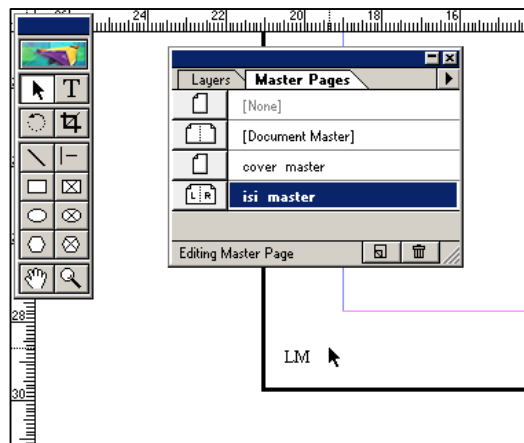 26 24 22 20 18 16
Layers Master Pages
T
[None]
[Document Master]
cover master
L R isi master
Editing Master Page
28
LM
30